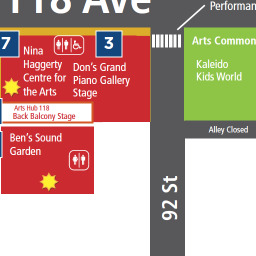 118 Ave
Performan
7
Nina
Haggerty
Centre for
the Arts
3
Don's Grand
Piano Gallery
Stage
Arts Common
Kaleido
Kids World
Arts Hub 118
Back Balcony Stage
Alley Closed
Ben's Sound
Garden
92 St